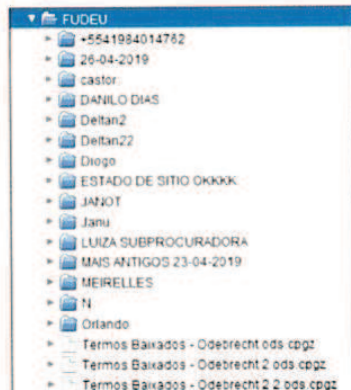 FUDEU
+5541984014762
26-04-2019
castor
DANILO DIAS
Deltan2
Deltan22
Diogo
ESTADO DE SITIO OKKKK
JANOT
Janu
LUIZA SUBPROCURADORA
MAIS ANTIGOS 23-04-2019
MEIRELLES
N
Orlando
Termos Baixados - Odebrecht ods.cpgz
Termos Baixados - Odebrecht 2 ods.cpgz
Termos Baixados - Odebrecht 2 2 ods.cpgz